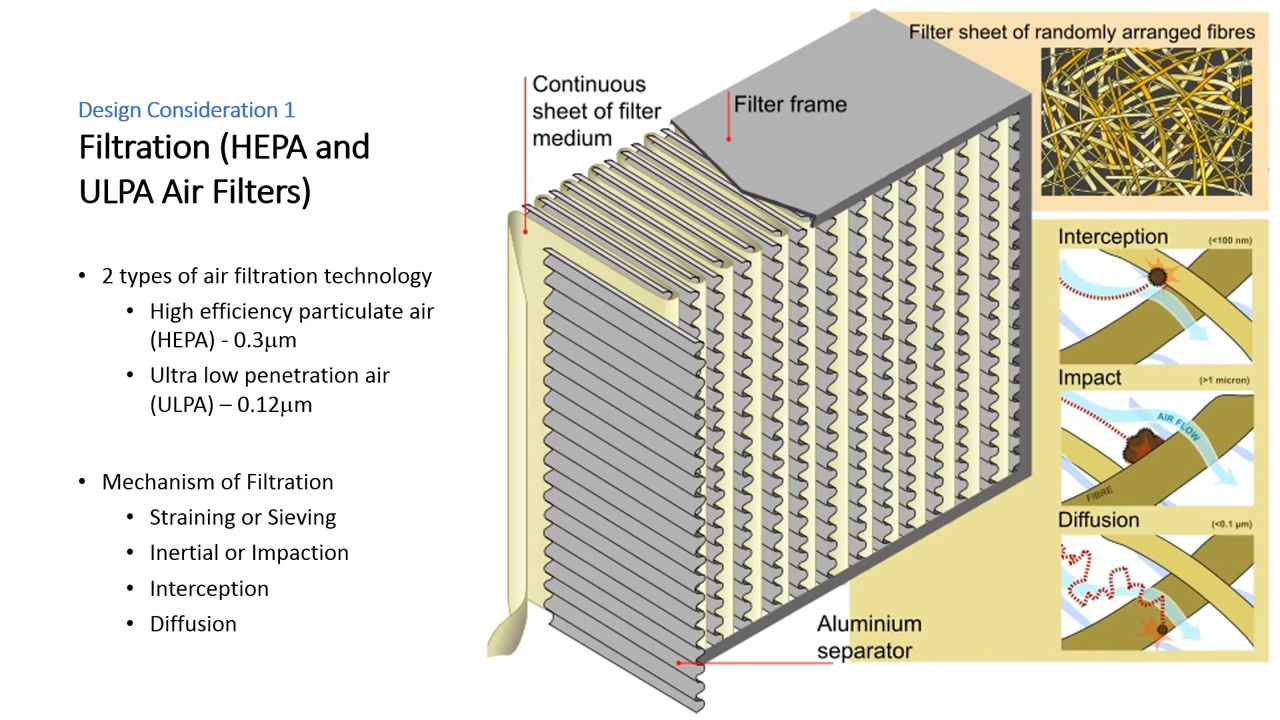 Design Consideration 1
Filtration (HEPA and
ULPA Air Filters)
• 2 types of air filtration technology
• High efficiency particulate air
(HEPA) - 0.3µm
• Ultra low penetration air
(ULPA) – 0.12µm
• Mechanism of Filtration
• Straining or Sieving
• Inertial or Impaction
• Interception
• Diffusion
Continuous
sheet of filter
medium
Filter frame
Aluminium
separator
Filter sheet of randomly arranged fibres
Interception (<100 nm)
Impact (>1 micron)
AIR FLOW
FIBRE
Diffusion (<0.1 µm)